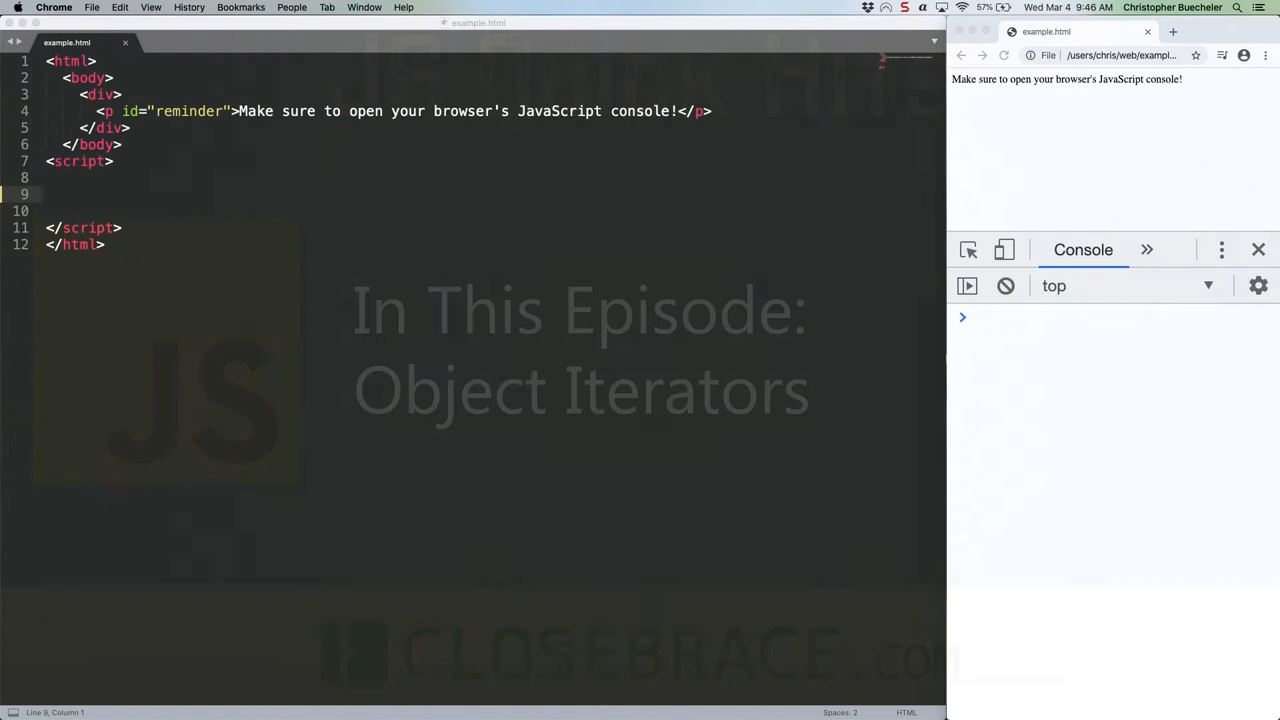 Chrome File Edit View History Bookmarks People Tab Window Help
57% Wed Mar 4 9:46 AM Christopher Buecheler
example.html
example.html
1 <html>
2 <body>
3 <div>
4 <p id="reminder">Make sure to open your browser's JavaScript console!</p>
5 </div>
6 </body>
7 <script>
8
9
10
11 </script>
12 </html>
JS
In This Episode:
Object Iterators
CLOSEBRACE.com
Line 9, Column 1
Spaces: 2
HTML
example.html
File /users/chris/web/exampl...
Make sure to open your browser's JavaScript console!
Console
top